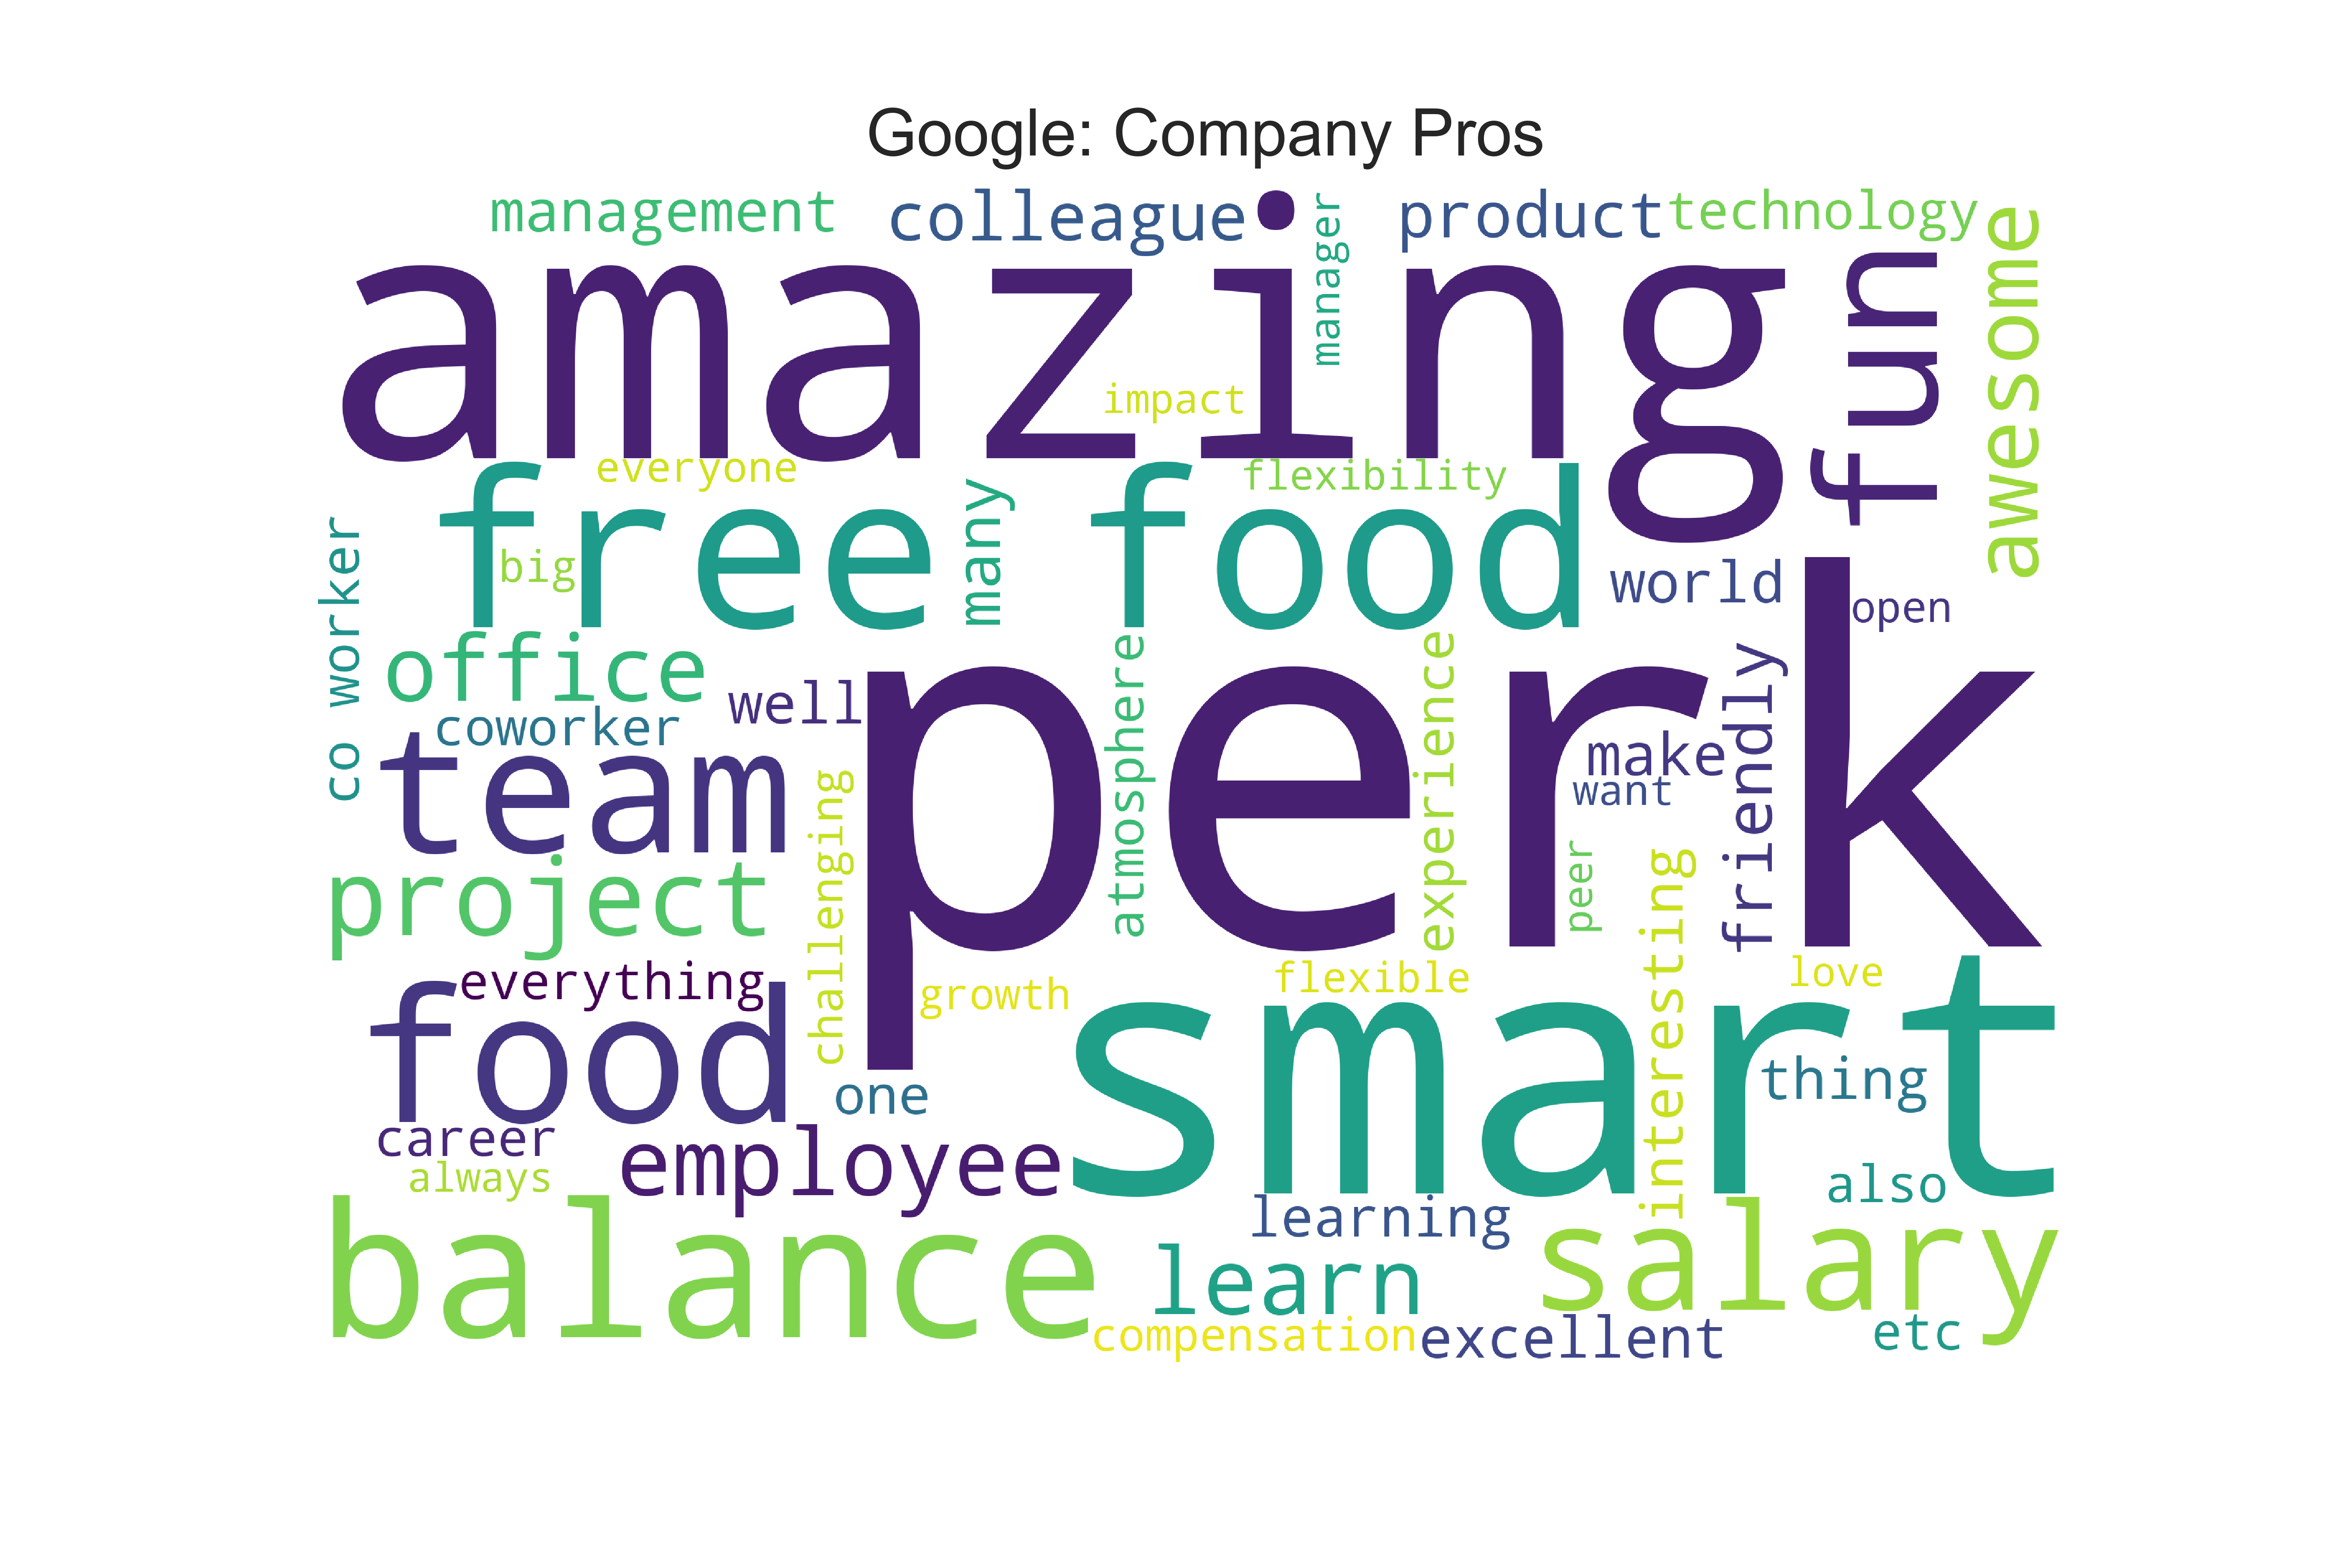 Google: Company Pros
management
colleague
manager
product
technology
amazing
fun
awesome
impact
everyone
flexibility
free food
many
big
world
open
co worker
office
coworker
well
perk
atmosphere
experience
make
want
friendly
team
challenging
peer
interesting
project
everything
growth
flexible
love
food
smart
thing
one
career
always
employee
also
learning
balance
learn
salary
compensation
excellent
etc